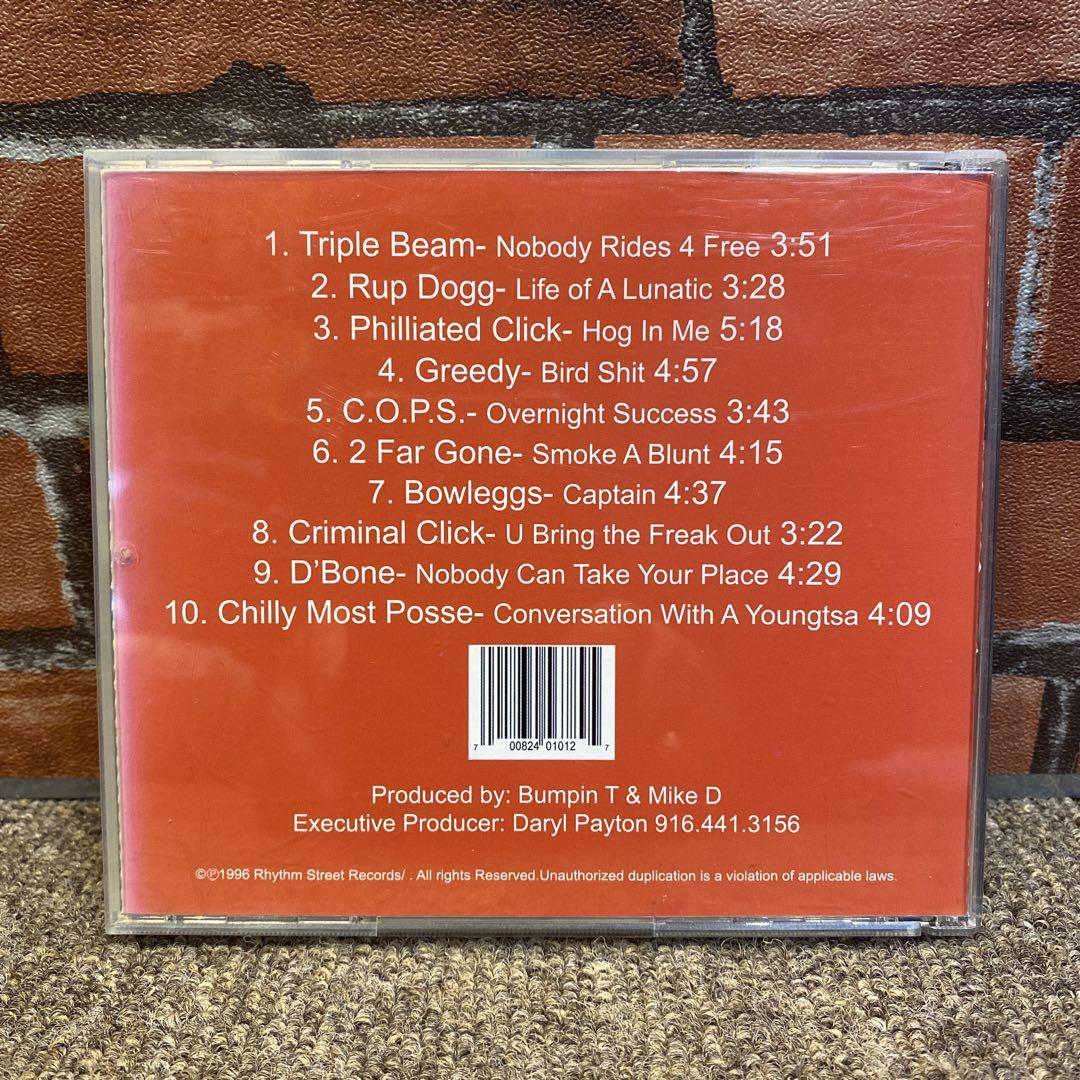 1. Triple Beam- Nobody Rides 4 Free 3:51
2. Rup Dogg- Life of A Lunatic 3:28
3. Philliated Click- Hog In Me 5:18
4. Greedy- Bird Shit 4:57
5. C.O.P.S.- Overnight Success 3:43
6. 2 Far Gone- Smoke A Blunt 4:15
7. Bowleggs- Captain 4:37
8. Criminal Click- U Bring the Freak Out 3:22
9. D'Bone- Nobody Can Take Your Place 4:29
10. Chilly Most Posse- Conversation With A Youngtsa 4:09
7 00824 01012 7
Produced by: Bumpin T & Mike D
Executive Producer: Daryl Payton 916.441.3156
©℗1996 Rhythm Street Records/ . All rights Reserved.Unauthorized duplication is a violation of applicable laws.